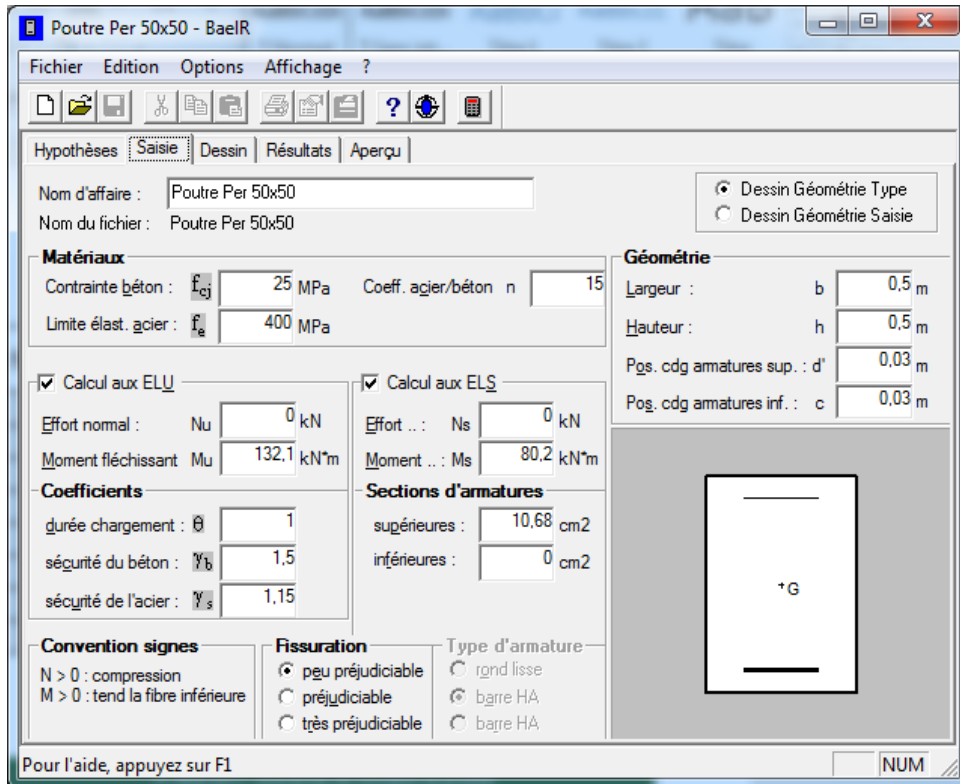 Poutre Per 50x50 - BaelR
Fichier Edition Options Affichage ?
Hypothèses Saisie Dessin Résultats Aperçu
Nom d'affaire : Poutre Per 50x50
Nom du fichier : Poutre Per 50x50
Dessin Géométrie Type
Dessin Géométrie Saisie
Matériaux
Contrainte béton : fcj 25 MPa Coeff. acier/béton n 15
Limite élast. acier : fe 400 MPa
Géométrie
Largeur : b 0,5 m
Hauteur : h 0,5 m
Pos. cdg armatures sup. : d' 0,03 m
Pos. cdg armatures inf. : c 0,03 m
Calcul aux ELU
Effort normal : Nu 0 kN
Moment fléchissant Mu 132,1 kN*m
Calcul aux ELS
Effort .. : Ns 0 kN
Moment .. : Ms 80,2 kN*m
Coefficients
durée chargement : θ 1
sécurité du béton : γb 1,5
sécurité de l'acier : γs 1,15
Sections d'armatures
supérieures : 10,68 cm2
inférieures : 0 cm2
+G
Convention signes
N > 0 : compression
M > 0 : tend la fibre inférieure
Fissuration
peu préjudiciable
préjudiciable
très préjudiciable
Type d'armature
rond lisse
barre HA
barre HA
Pour l'aide, appuyez sur F1
NUM